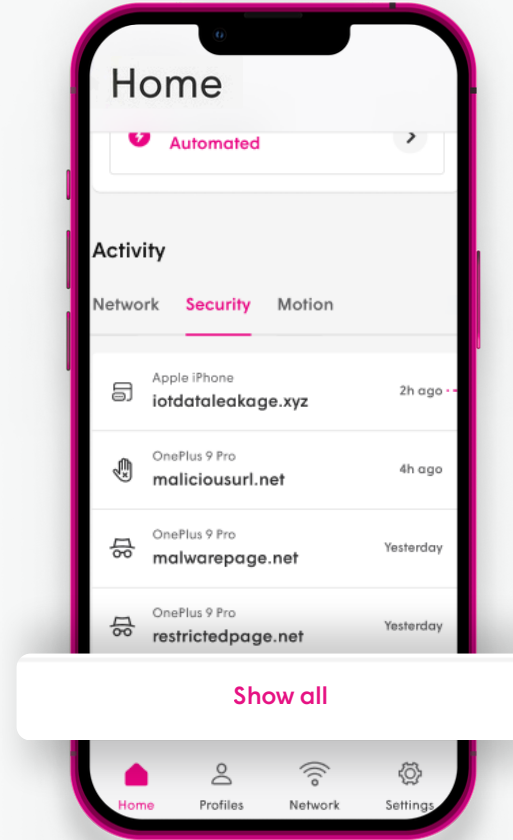 Home
Automated
Activity
Network Security Motion
Apple iPhone
iotdataleakage.xyz
2h ago
OnePlus 9 Pro
maliciousurl.net
4h ago
OnePlus 9 Pro
malwarepage.net
Yesterday
OnePlus 9 Pro
restrictedpage.net
Yesterday
Show all
Home Profiles Network Settings